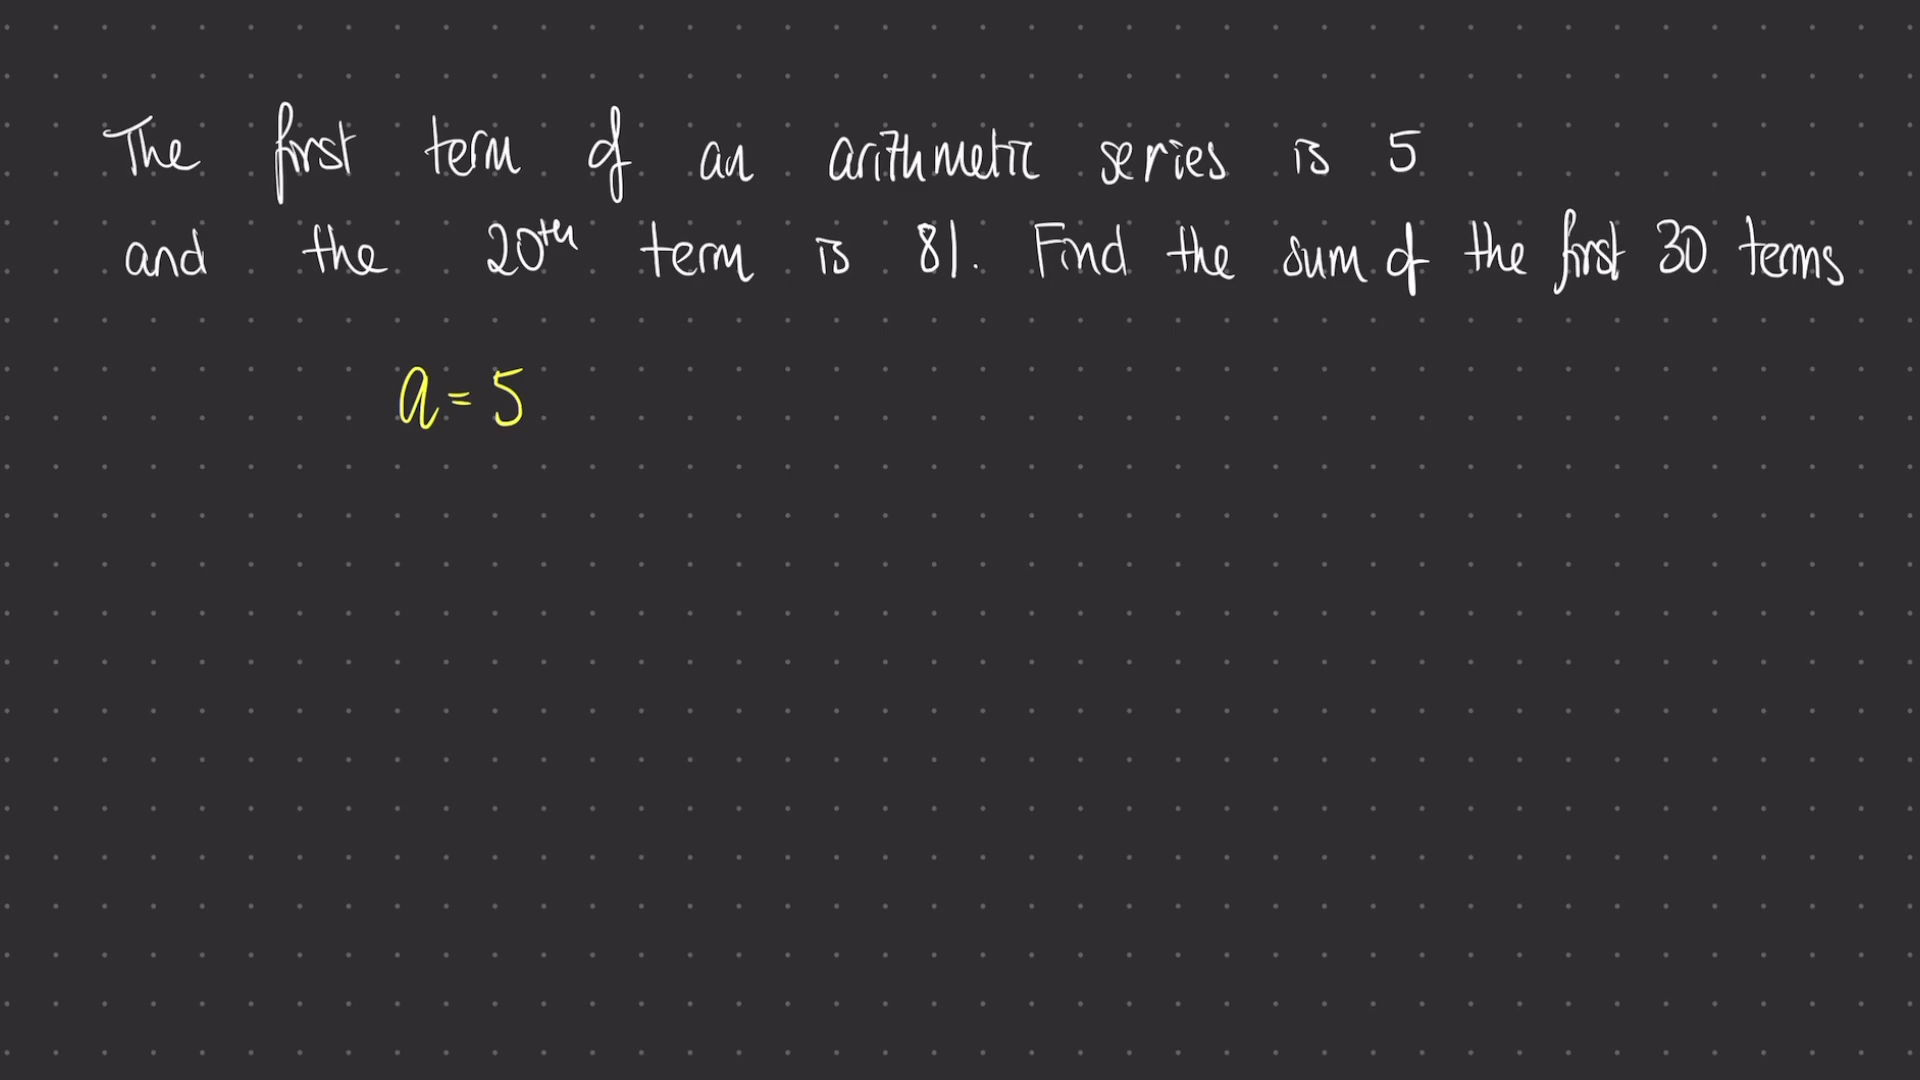 The first term of an arithmetic series is 5
and the 20th term is 81. Find the sum of the first 30 terms
a = 5